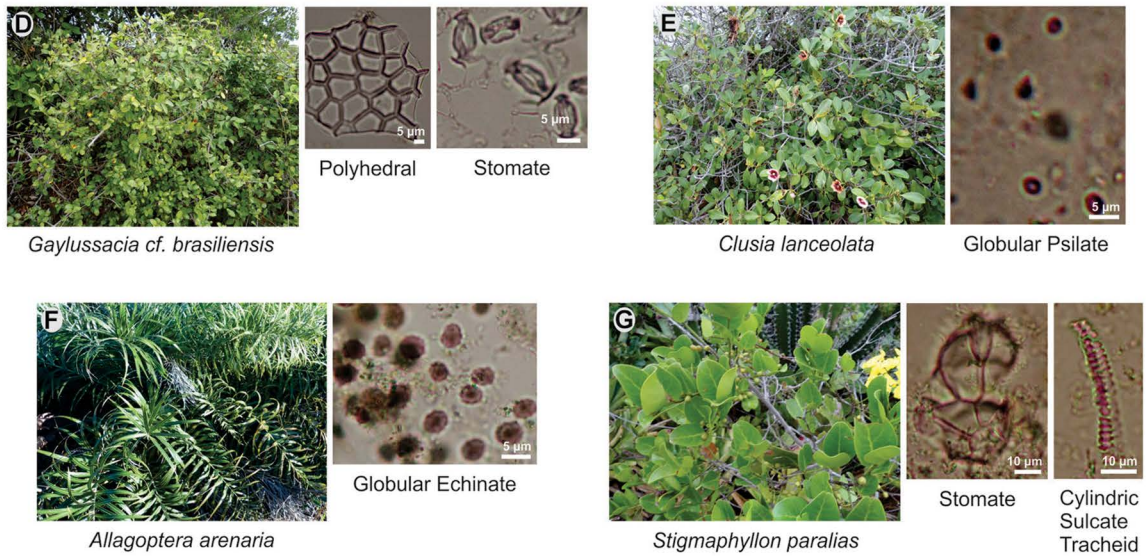 D
5 µm
5 µm
Polyhedral
Stomate
Gaylussacia cf. brasiliensis
E
5 µm
Globular Psilate
Clusia lanceolata
F
5 µm
Globular Echinate
Allagoptera arenaria
G
10 µm
10 µm
Stomate
Cylindric
Sulcate
Tracheid
Stigmaphyllon paralias